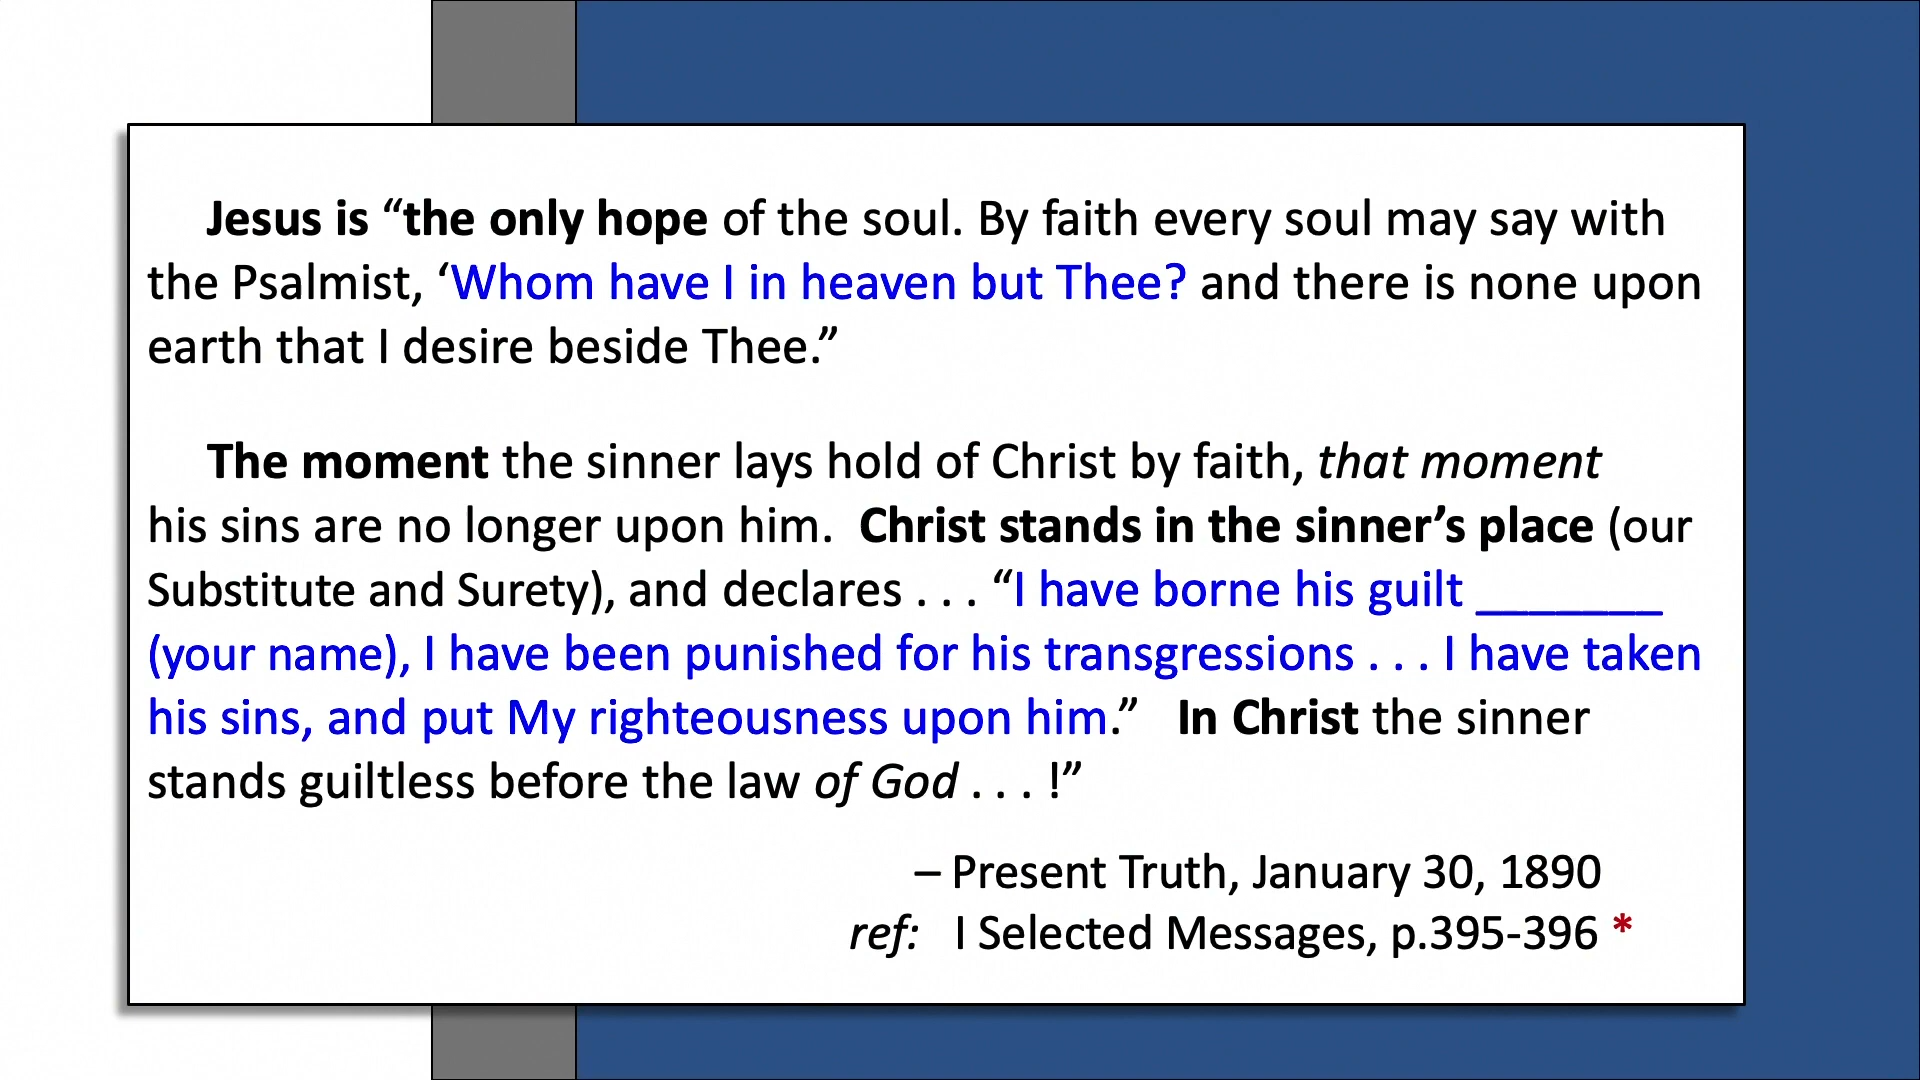 Jesus is “the only hope of the soul. By faith every soul may say with
the Psalmist, ‘Whom have I in heaven but Thee? and there is none upon
earth that I desire beside Thee.”
The moment the sinner lays hold of Christ by faith, that moment
his sins are no longer upon him.  Christ stands in the sinner’s place (our
Substitute and Surety), and declares . . . “I have borne his guilt _______
(your name), I have been punished for his transgressions . . . I have taken
his sins, and put My righteousness upon him.”   In Christ the sinner
stands guiltless before the law of God . . . !”
– Present Truth, January 30, 1890
ref:   I Selected Messages, p.395-396 *